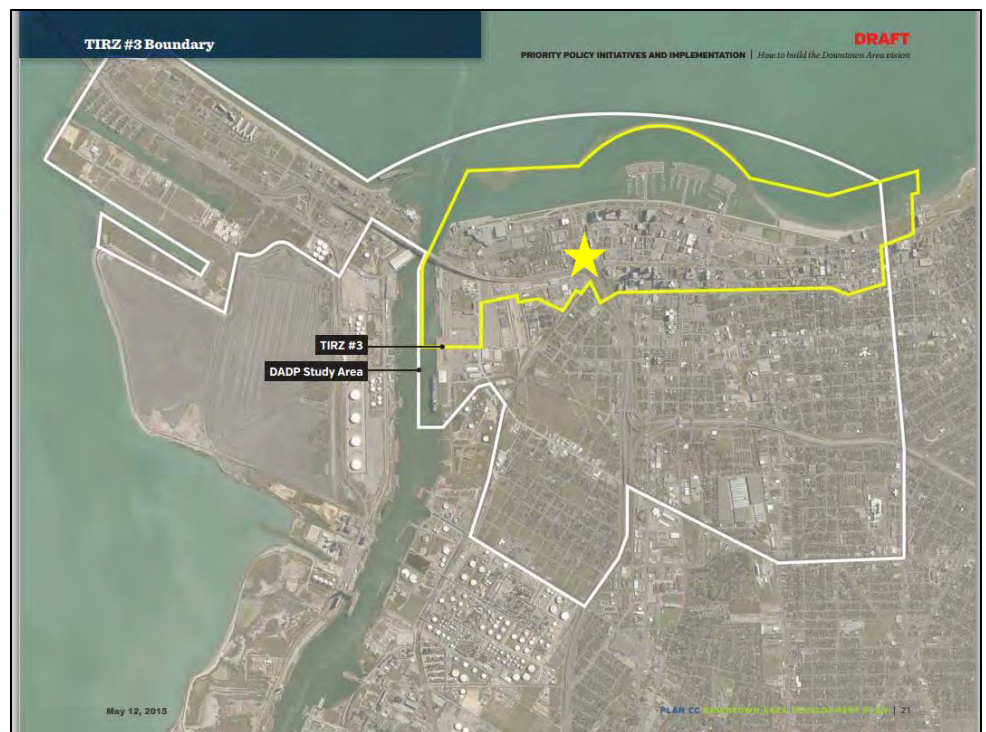 TIRZ #3 Boundary
DRAFT
PRIORITY POLICY INITIATIVES AND IMPLEMENTATION | How to build the Downtown Area vision
TIRZ #3
DADP Study Area
May 12, 2015
PLAN CC DOWNTOWN AREA DEVELOPMENT PLAN | 21